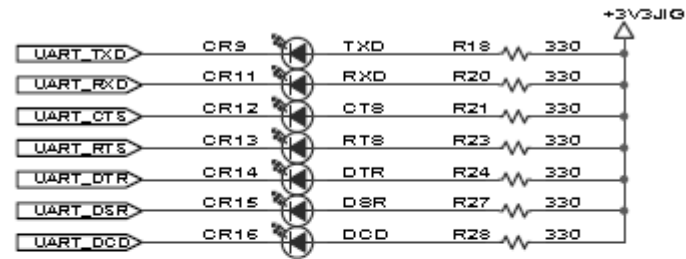 +3V3JIG
UART_TXD CR9 TXD R18 330
UART_RXD CR11 RXD R20 330
UART_CTS CR12 CTS R21 330
UART_RTS CR13 RTS R23 330
UART_DTR CR14 DTR R24 330
UART_DSR CR15 DSR R27 330
UART_DCD CR16 DCD R28 330